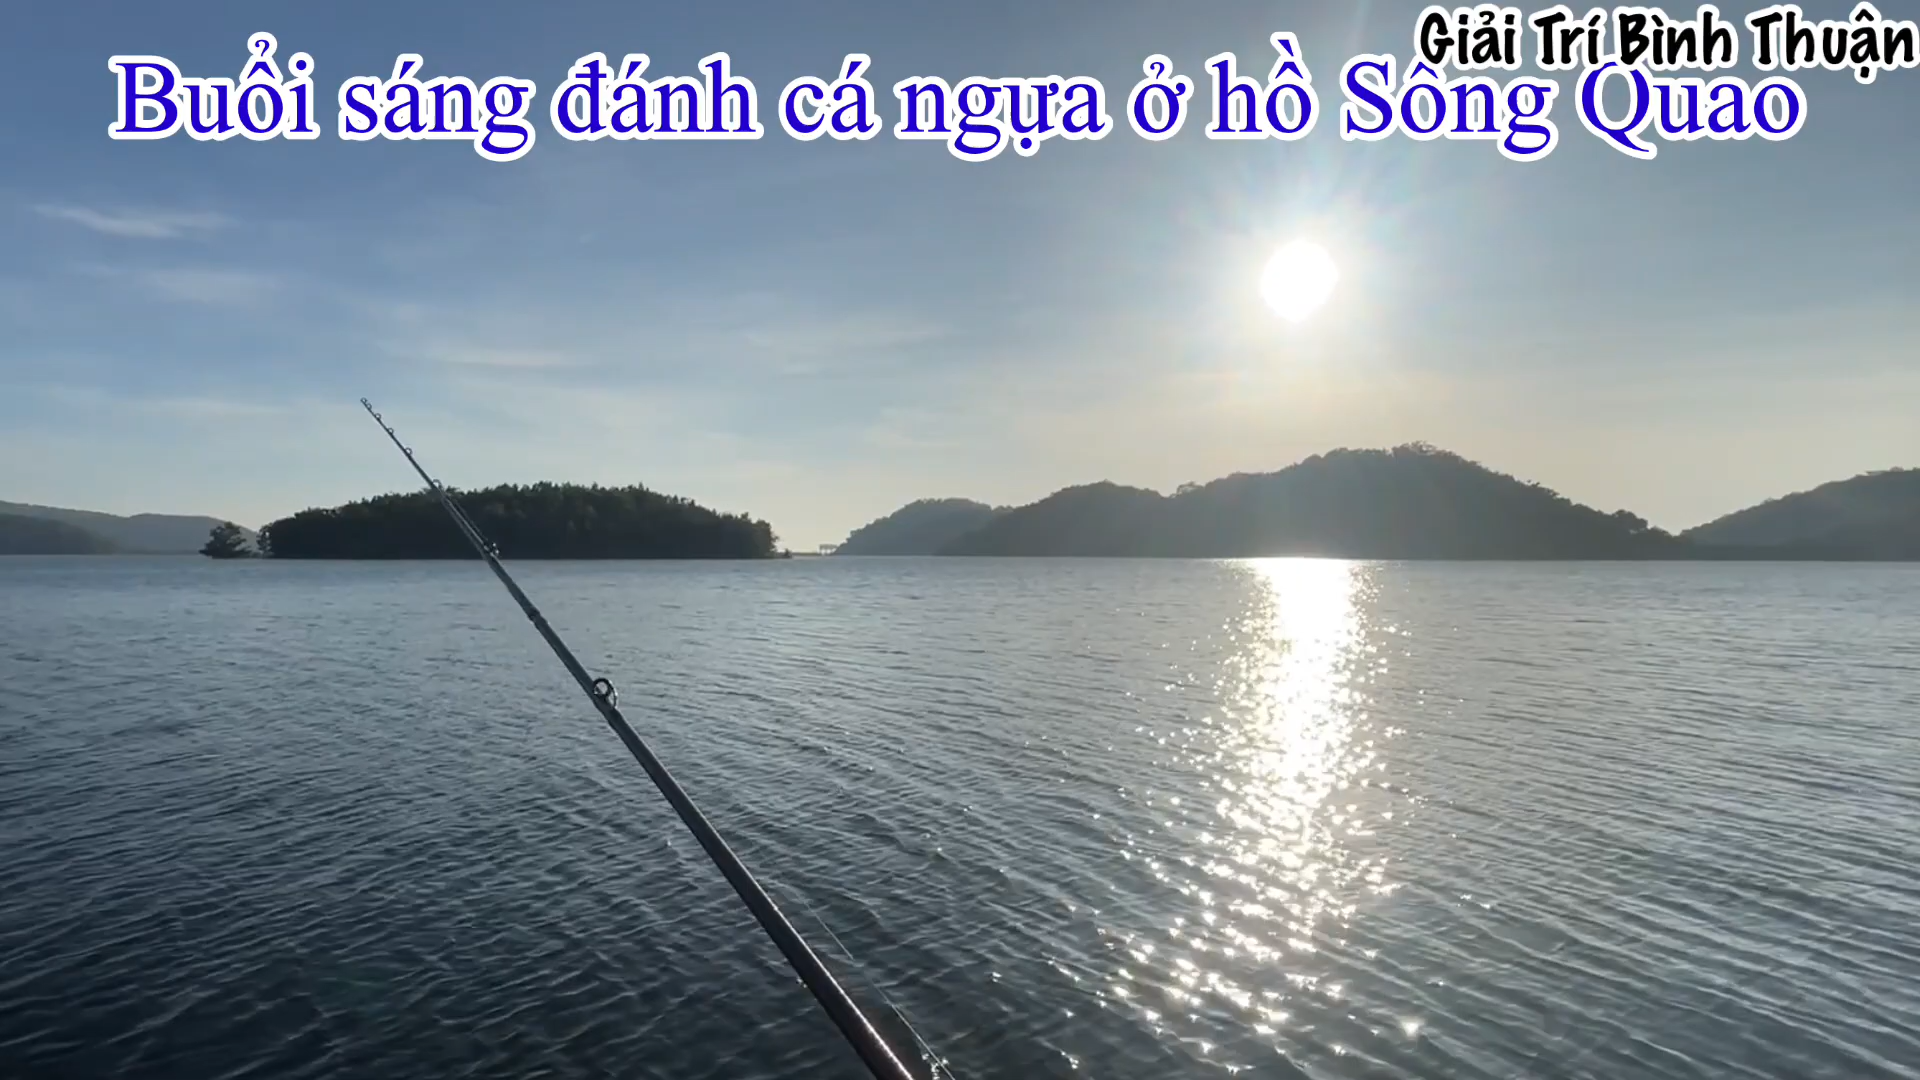 Giải Trí Bình Thuận
Buổi sáng đánh cá ngựa ở hồ Sông Quao